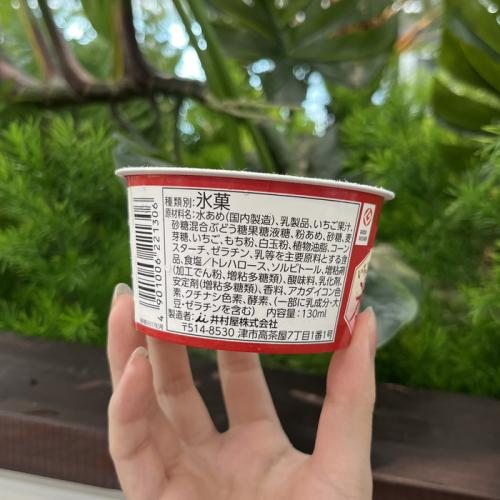 種類別:氷菓
原材料名:水あめ(国内製造)、乳製品、いちご果汁、
砂糖混合ぶどう糖果糖液糖、粉あめ、砂糖、麦
芽糖、いちご、もち粉、白玉粉、植物油脂、コーン
スターチ、ゼラチン、乳等を主要原料とする食
品、食塩/トレハロース、ソルビトール、増粘剤
(加工でん粉、増粘多糖類)、酸味料、乳化剤、
安定剤(増粘多糖類)、香料、アカダイコン色
素、クチナシ色素、酵素、(一部に乳成分・大
豆・ゼラチンを含む) 内容量:130ml
製造者:井村屋株式会社
〒514-8530 津市高茶屋7丁目1番1号
4 901006 221306